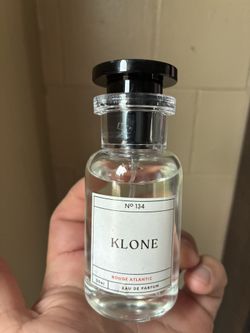 Nº 134
KLONE
ROUGE ATLANTIC
EAU DE PARFUM